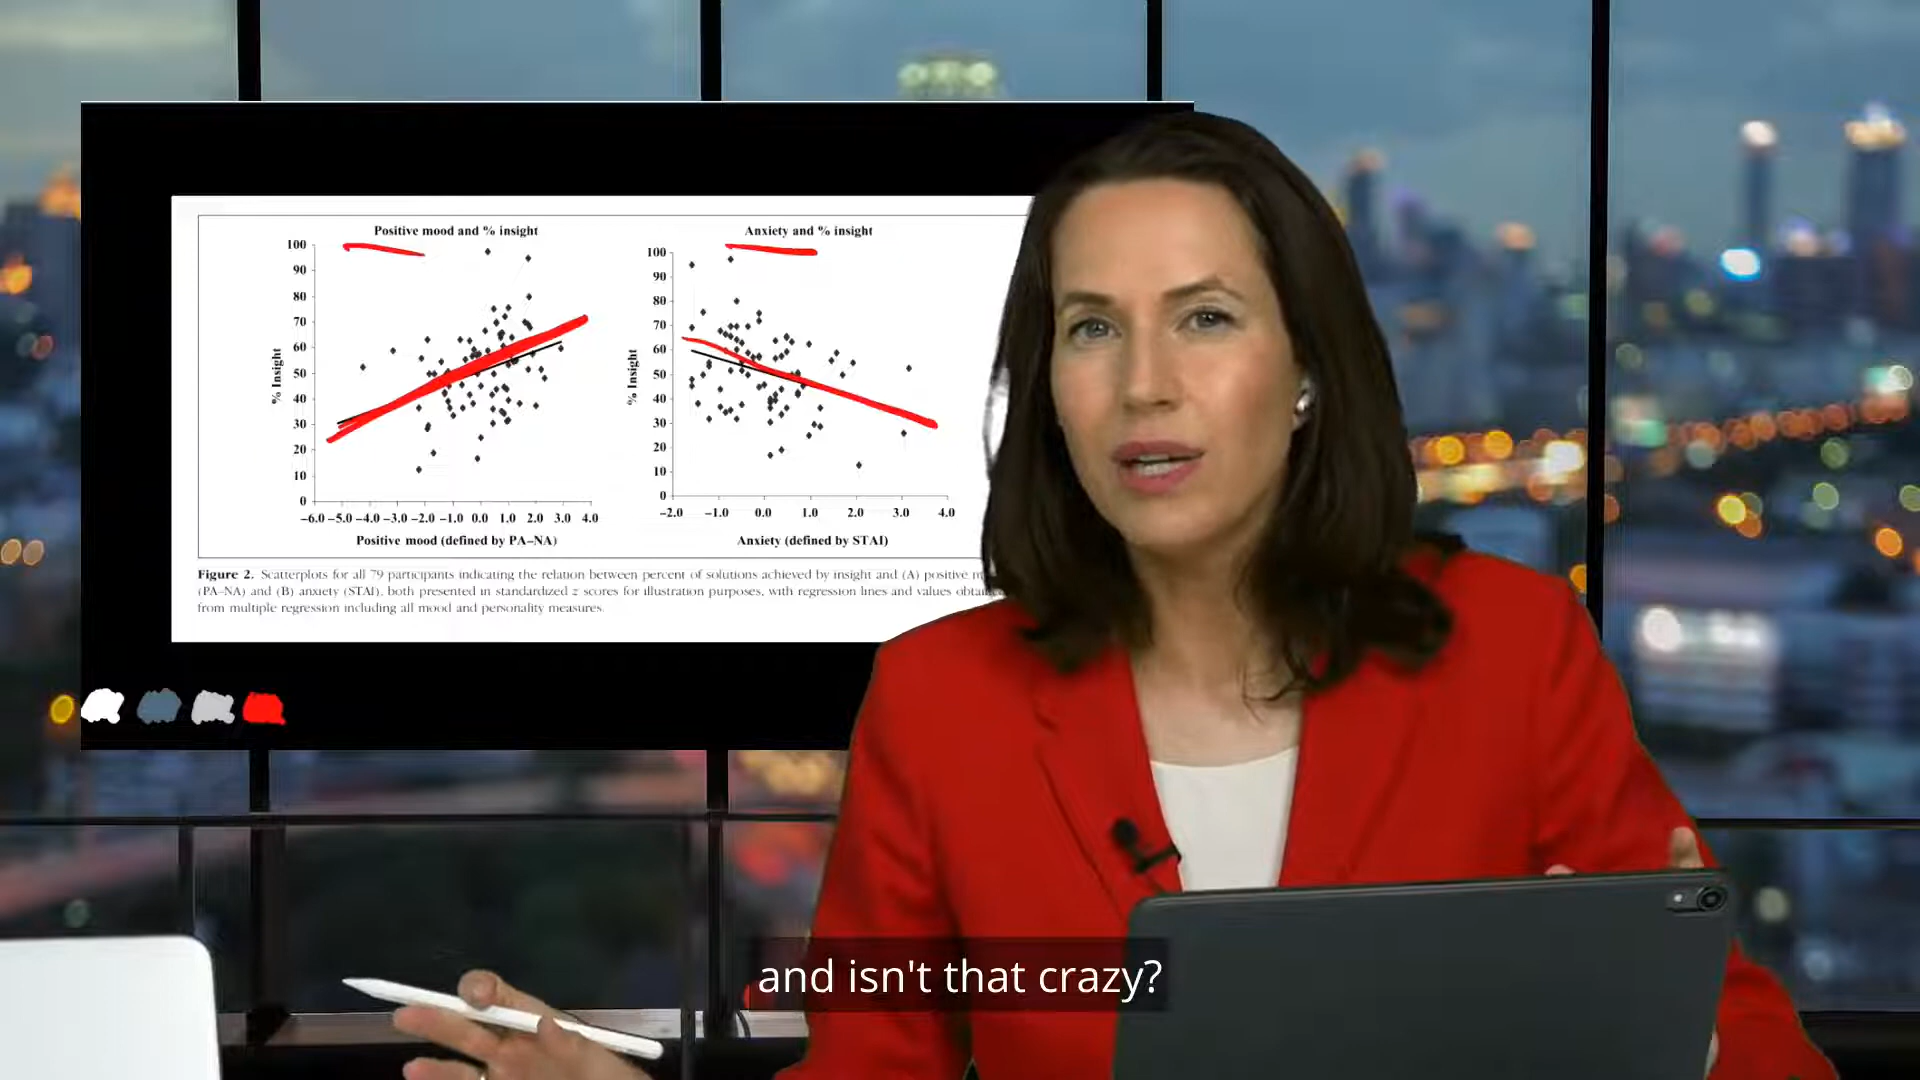 Positive mood and % insight
100
90
80
70
60
50
40
30
20
10
0
% Insight
−6.0 −5.0 −4.0 −3.0 −2.0 −1.0 0.0 1.0 2.0 3.0 4.0
Positive mood (defined by PA–NA)
Anxiety and % insight
100
90
80
70
60
50
40
30
20
10
0
% Insight
−2.0 −1.0 0.0 1.0 2.0 3.0 4.0
Anxiety (defined by STAI)
Figure 2. Scatterplots for all 79 participants indicating the relation between percent of solutions achieved by insight and (A) positive
(PA–NA) and (B) anxiety (STAI), both presented in standardized z scores for illustration purposes, with regression lines and values
from multiple regression including all mood and personality measures.
and isn't that crazy?